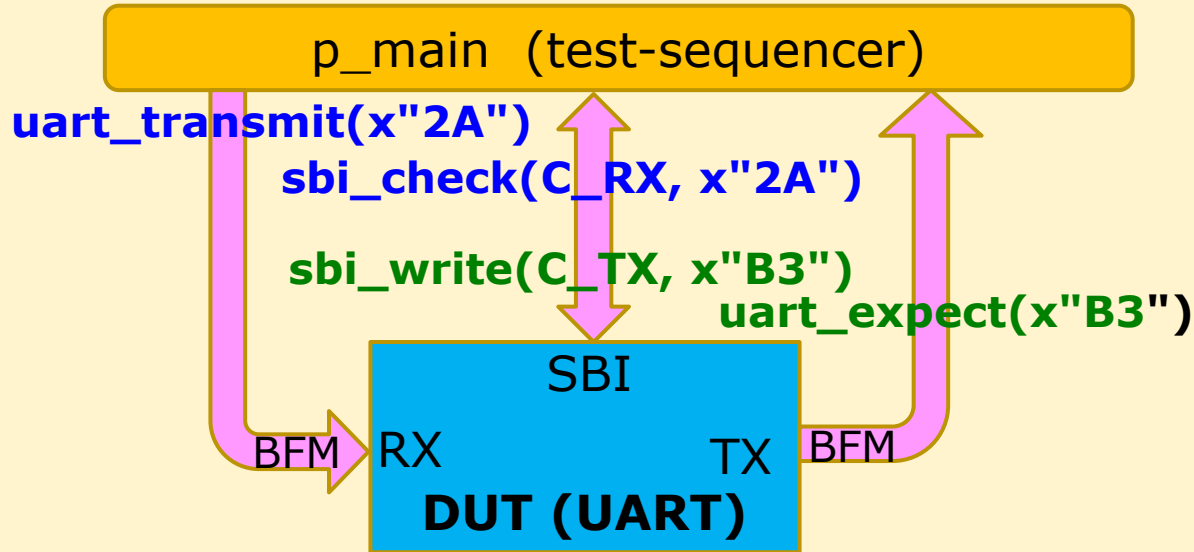 p_main (test-sequencer)
uart_transmit(x"2A")
sbi_check(C_RX, x"2A")
sbi_write(C_TX, x"B3")
uart_expect(x"B3")
SBI
BFM RX TX BFM
DUT (UART)